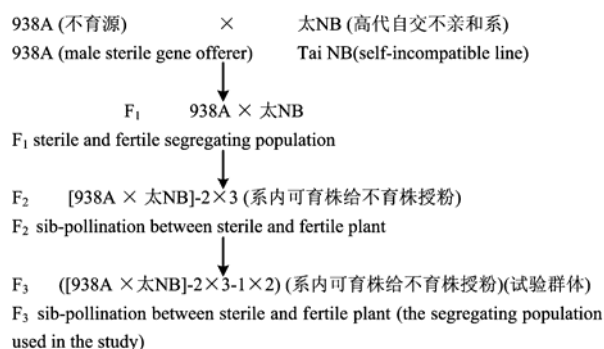 938A (不育源) × 太NB (高代自交不亲和系)
938A (male sterile gene offerer) Tai NB(self-incompatible line)
F₁ 938A × 太NB
F₁ sterile and fertile segregating population
F₂ [938A × 太NB]-2×3 (系内可育株给不育株授粉)
F₂ sib-pollination between sterile and fertile plant
F₃ ([938A ×太NB]-2×3-1×2) (系内可育株给不育株授粉)(试验群体)
F₃ sib-pollination between sterile and fertile plant (the segregating population
used in the study)